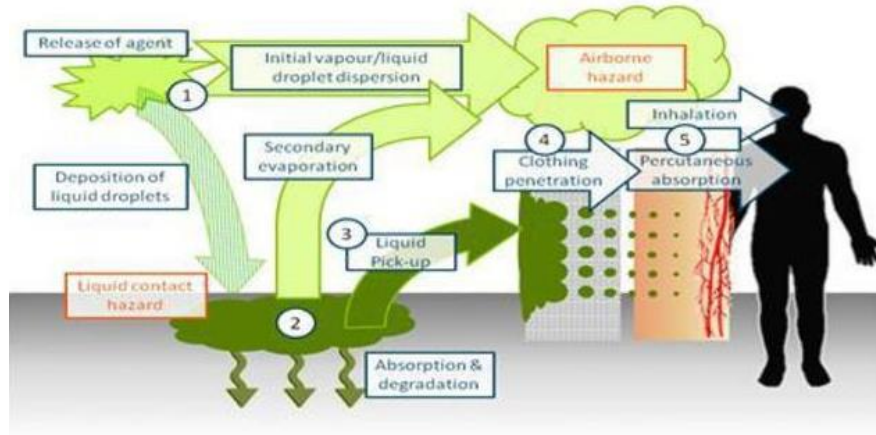 Release of agent
Initial vapour/liquid
droplet dispersion
Airborne
hazard
1
Inhalation
4
5
Secondary
evaporation
Clothing
penetration
Percutaneous
absorption
Deposition of
liquid droplets
3
Liquid
Pick-up
Liquid contact
hazard
2
Absorption &
degradation